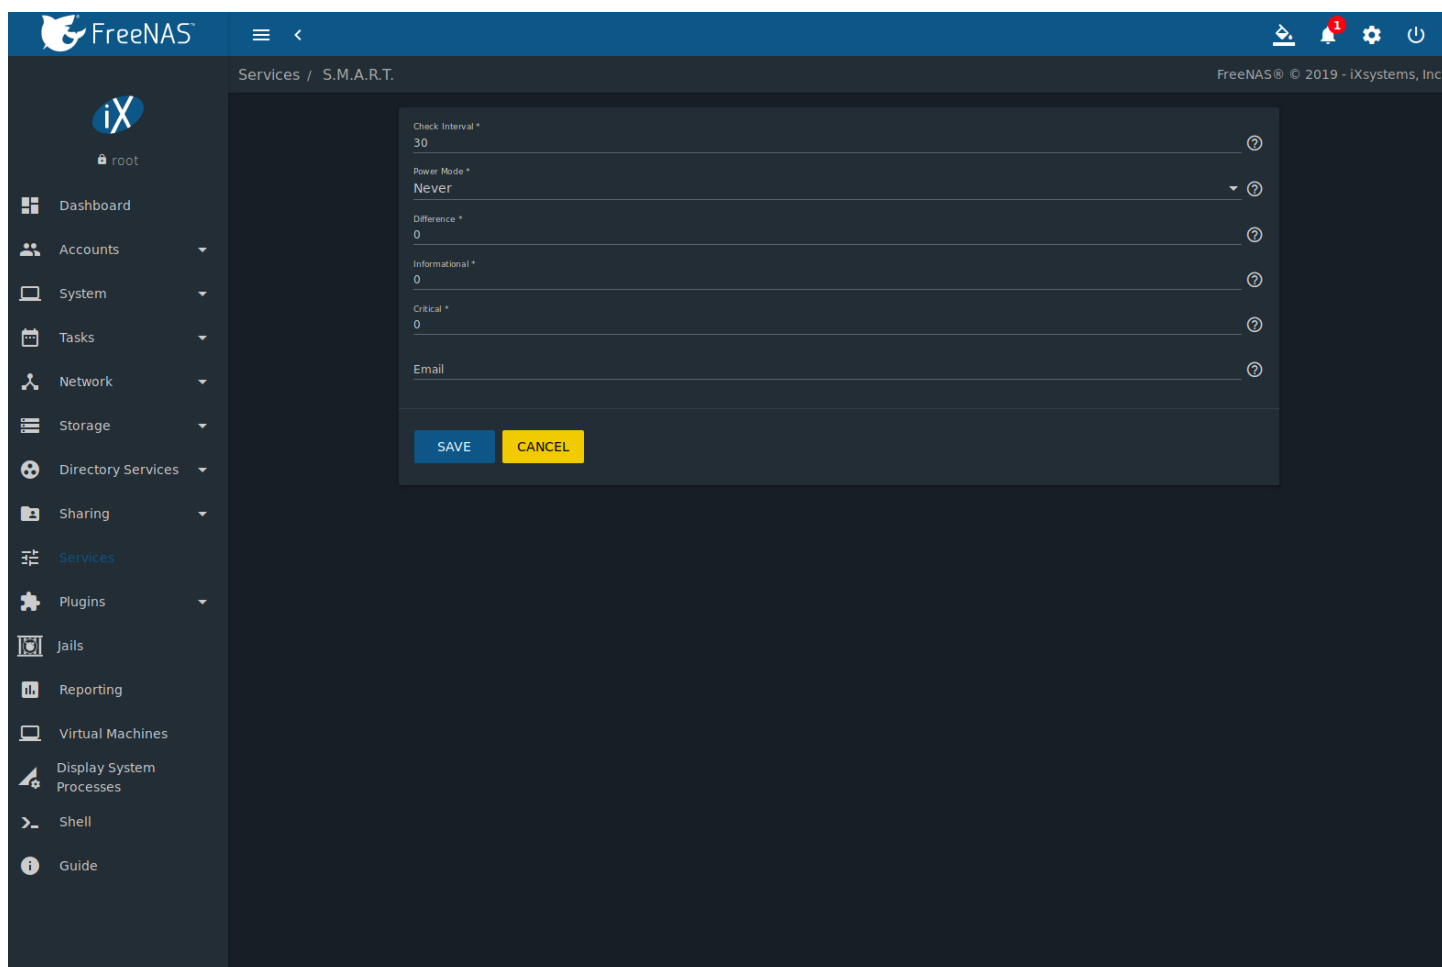 FreeNAS
1
Services / S.M.A.R.T.
FreeNAS® © 2019 - iXsystems, Inc
iX
root
Dashboard
Accounts
System
Tasks
Network
Storage
Directory Services
Sharing
Services
Plugins
Jails
Reporting
Virtual Machines
Display System
Processes
Shell
Guide
Check Interval *
30
Power Mode *
Never
Difference *
0
Informational *
0
Critical *
0
Email
SAVE CANCEL